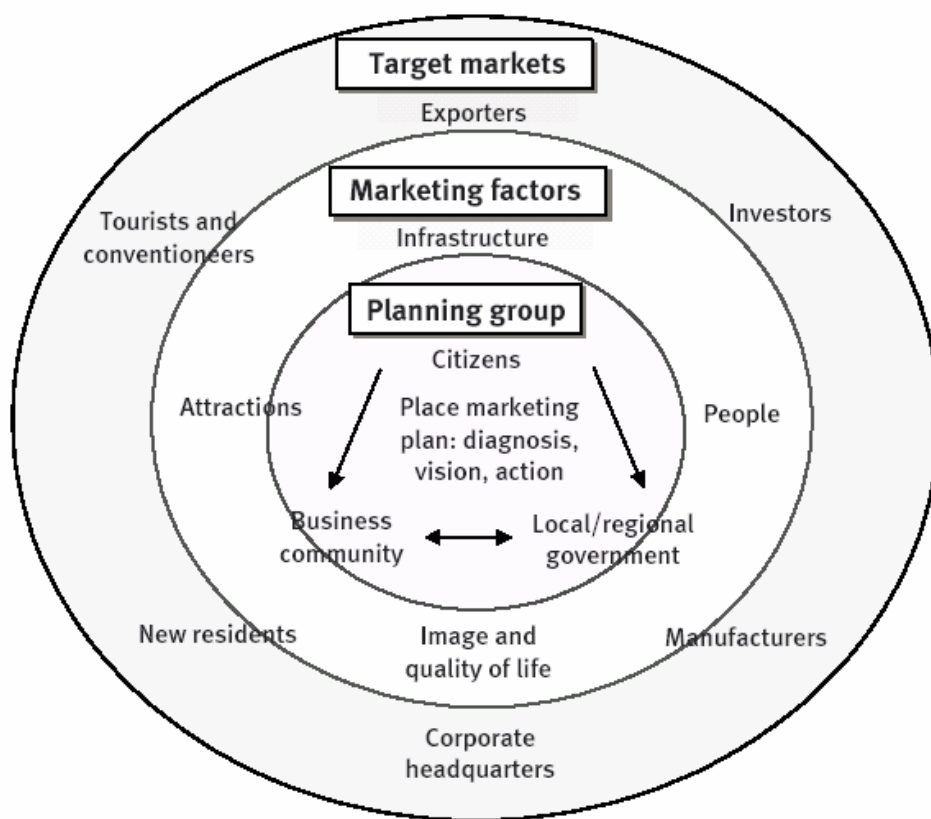 Target markets
Exporters
Marketing factors
Infrastructure
Tourists and
conventioneers
Investors
Planning group
Citizens
Attractions
Place marketing
plan: diagnosis,
vision, action
People
Business
community
Local/regional
government
New residents
Image and
quality of life
Manufacturers
Corporate
headquarters